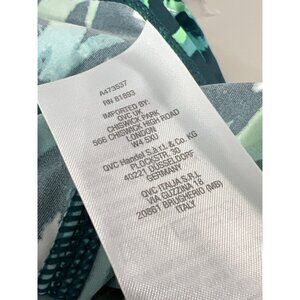 A473537
RN 81693
IMPORTED BY:
QVC UK
CHISWICK PARK
566 CHISWICK HIGH ROAD
LONDON
W4 5XU
QVC Handel S.à r.l. & Co. KG
PLOCKSTR. 30
40221 DÜSSELDORF
GERMANY
QVC ITALIA S.R.L
VIA GUZZINA 18
20861 BRUGHERIO (MB)
ITALY